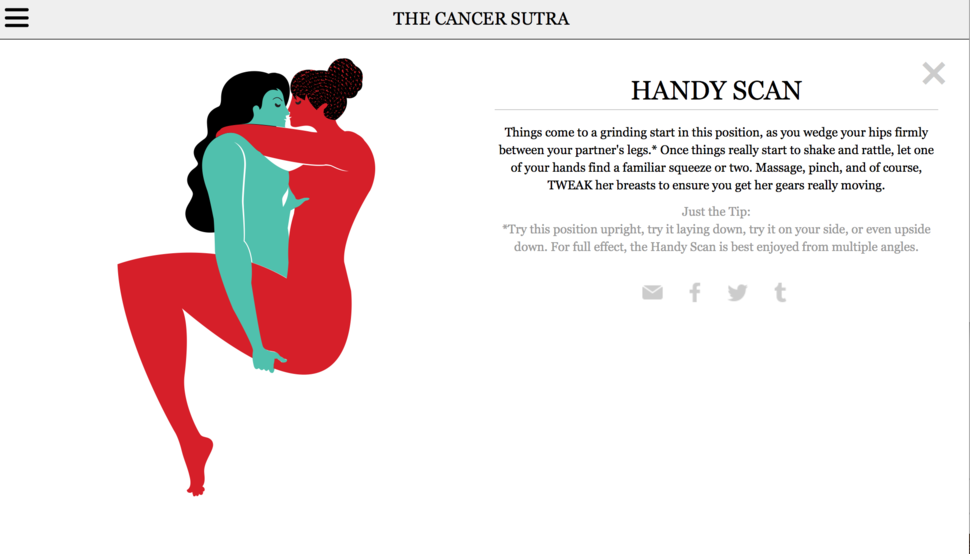 THE CANCER SUTRA
HANDY SCAN
Things come to a grinding start in this position, as you wedge your hips firmly
between your partner's legs.* Once things really start to shake and rattle, let one
of your hands find a familiar squeeze or two. Massage, pinch, and of course,
TWEAK her breasts to ensure you get her gears really moving.
Just the Tip:
*Try this position upright, try it laying down, try it on your side, or even upside
down. For full effect, the Handy Scan is best enjoyed from multiple angles.